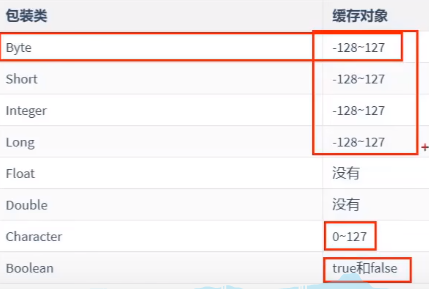 包装类 缓存对象
Byte -128~127
Short -128~127
Integer -128~127
Long -128~127
Float 没有
Double 没有
Character 0~127
Boolean true和false